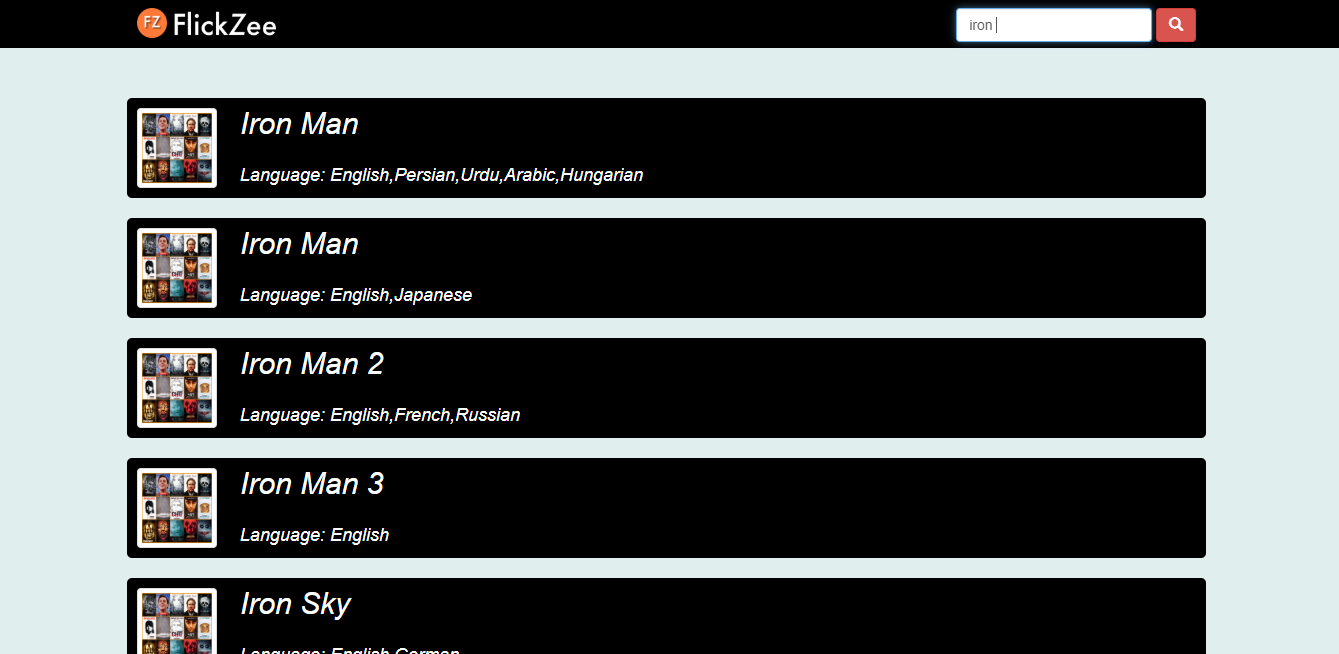 FZ FlickZee
iron
Iron Man
Language: English,Persian,Urdu,Arabic,Hungarian
Iron Man
Language: English,Japanese
Iron Man 2
Language: English,French,Russian
Iron Man 3
Language: English
Iron Sky
Language: English,German